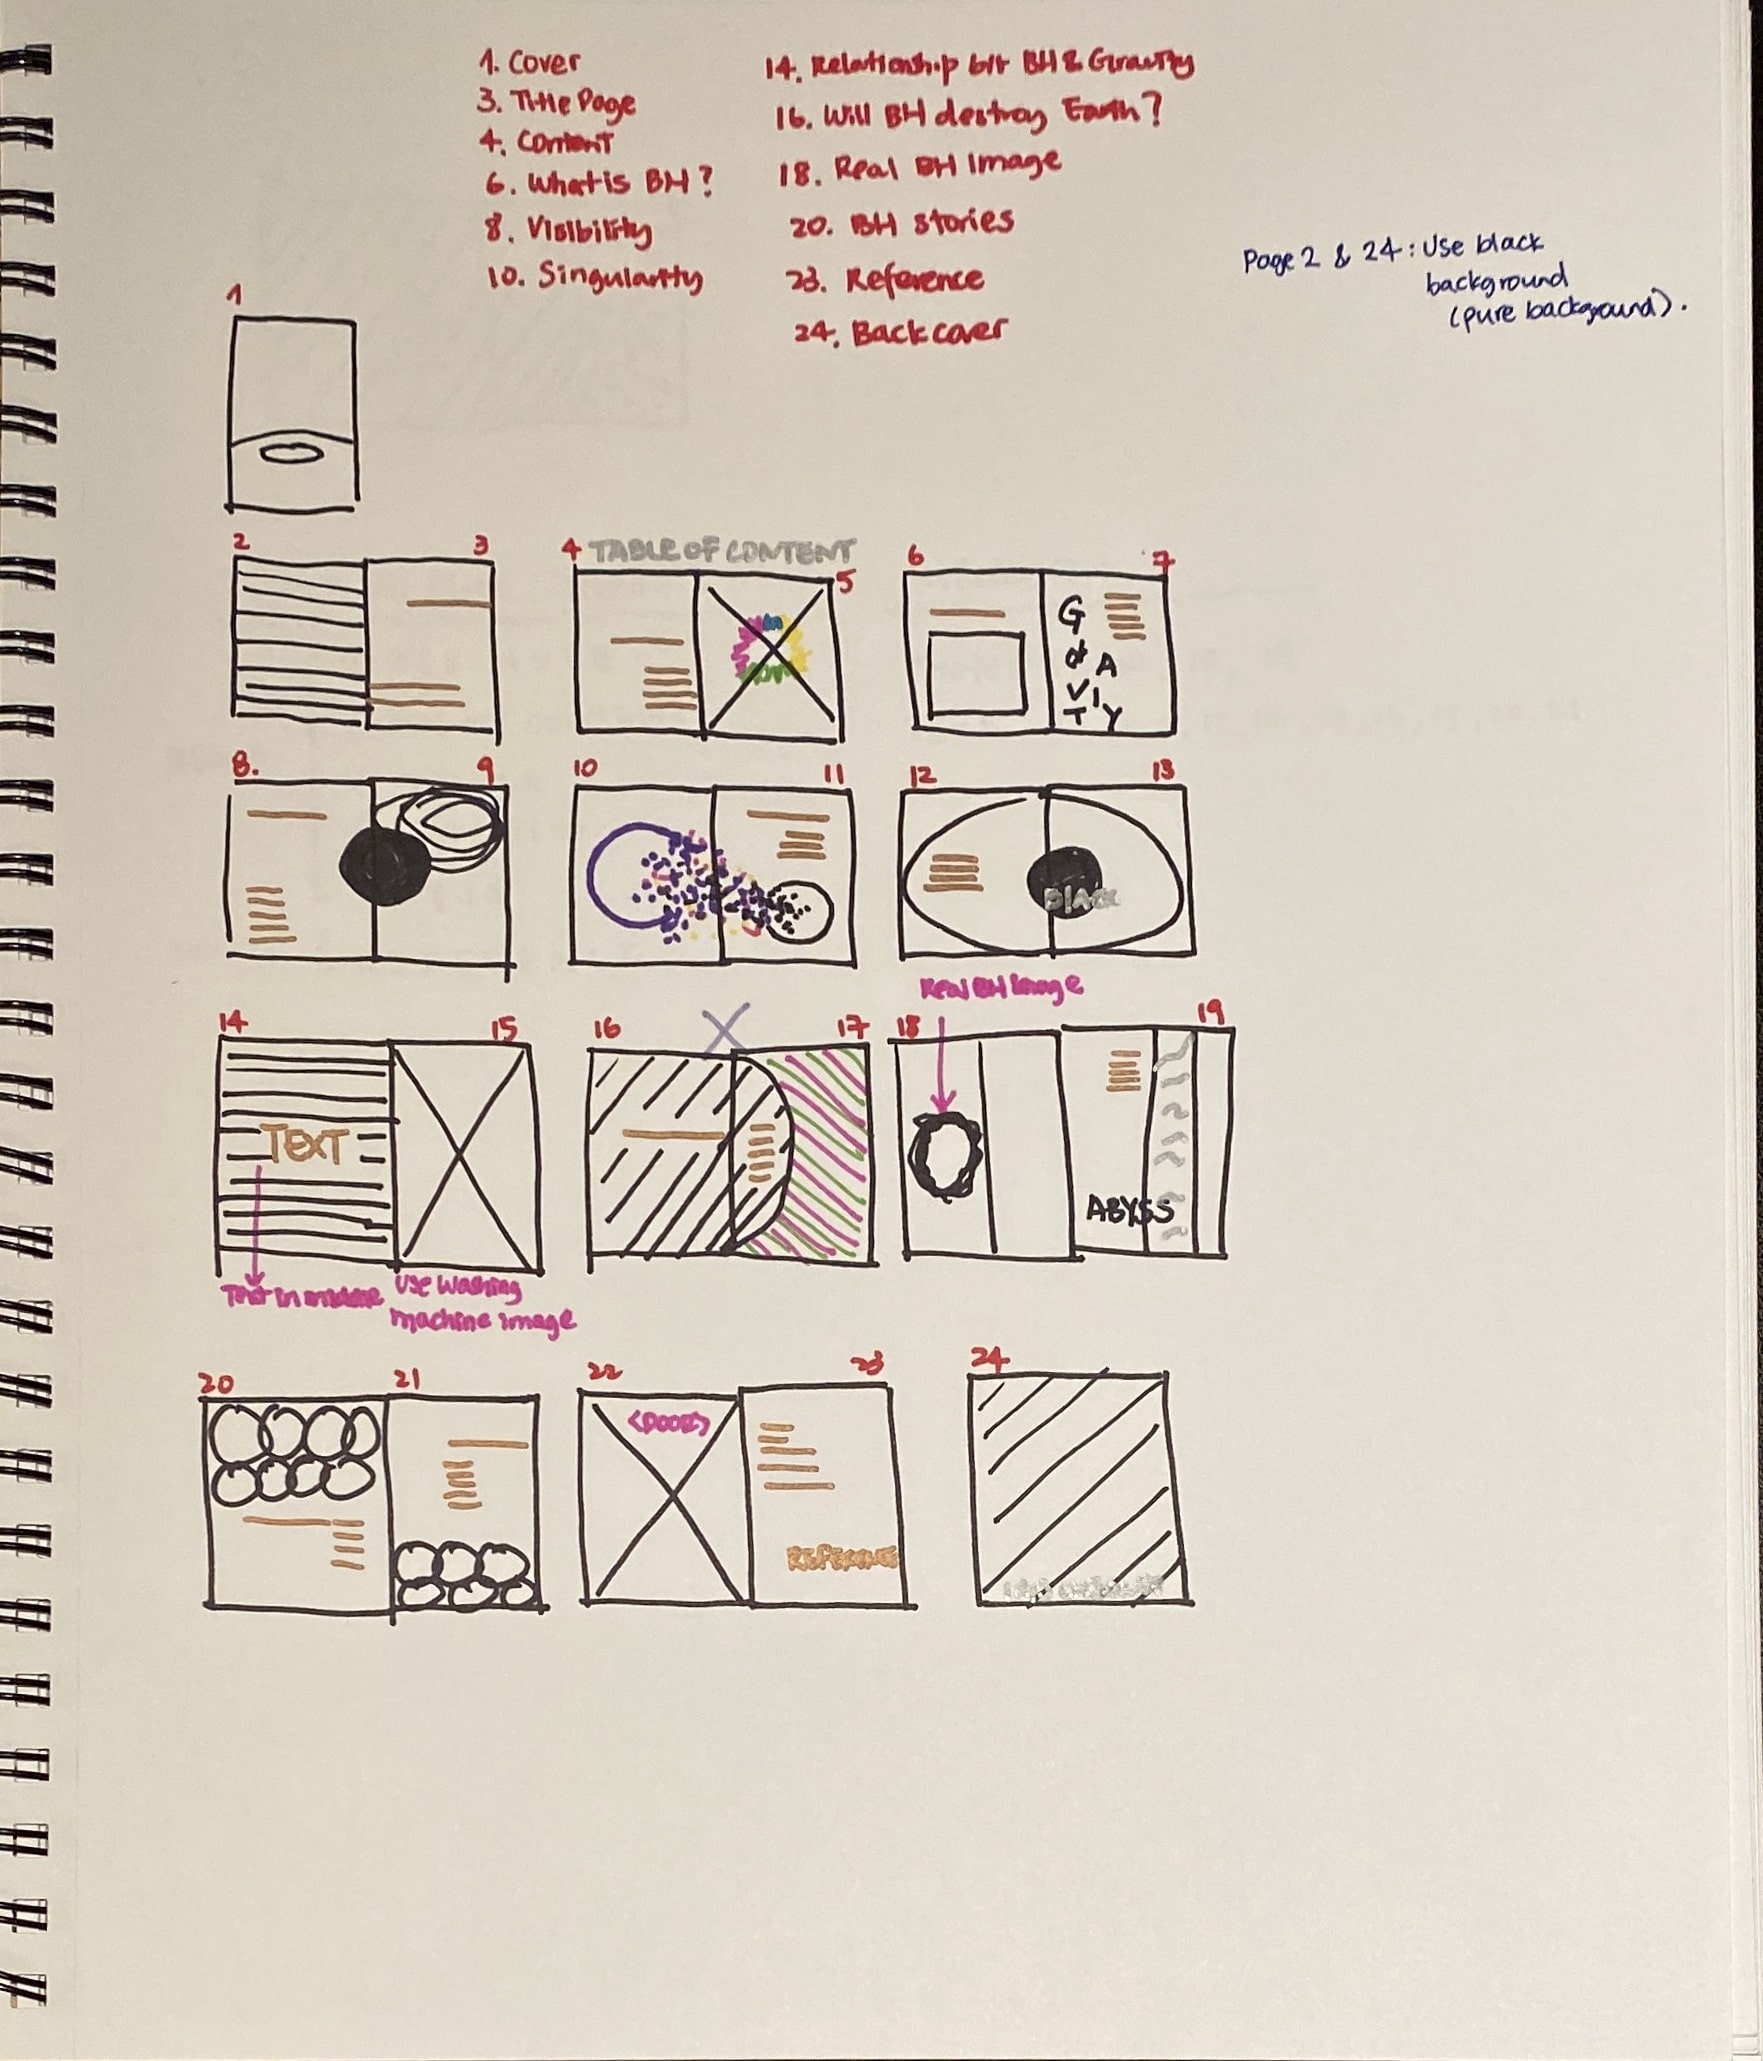 1. Cover
3. Title Page
4. Content
6. What is BH?
8. Visibility
10. Singularity
14. Relationship b/t BH & Gravity
16. Will BH destroy Earth?
18. Real BH Image
20. BH stories
23. Reference
24. Back cover
Page 2 & 24: Use black
background
(pure background).
1
2
3
4 TABLE OF CONTENT
5
6
7
G
R A
V I
T Y
8.
9
10
11
12
13
black
Real BH Image
14
15
16
17
18
19
TEXT
ABYSS
Text in middle
Use Washing
machine image
20
21
22
23
24
<DOOR>
Reference